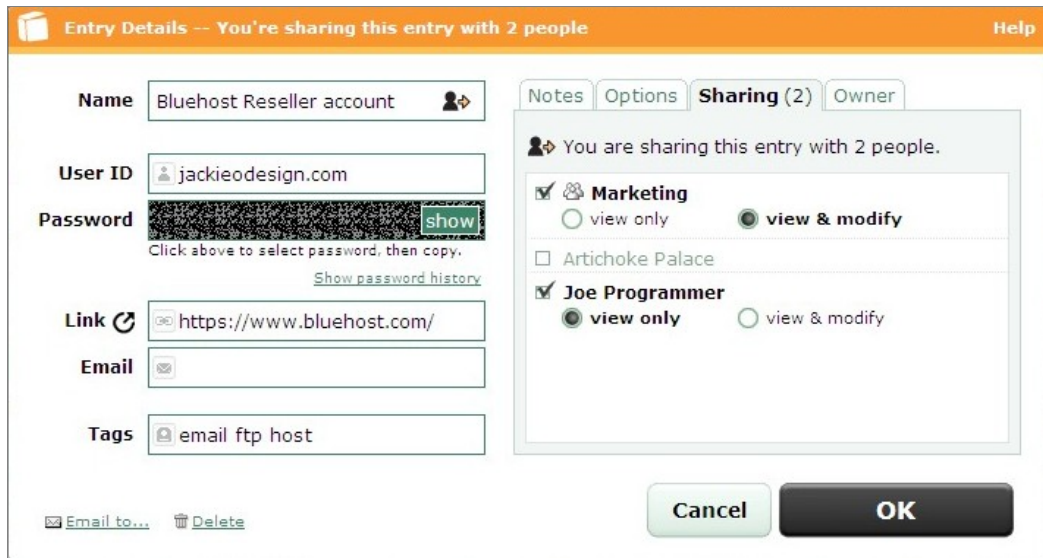 Entry Details -- You're sharing this entry with 2 people
Help
Name
Bluehost Reseller account
User ID
jackieodesign.com
Password
show
Click above to select password, then copy.
Show password history
Link
https://www.bluehost.com/
Email
Tags
email ftp host
Email to...
Delete
Notes
Options
Sharing (2)
Owner
You are sharing this entry with 2 people.
Marketing
view only
view & modify
Artichoke Palace
Joe Programmer
view only
view & modify
Cancel
OK